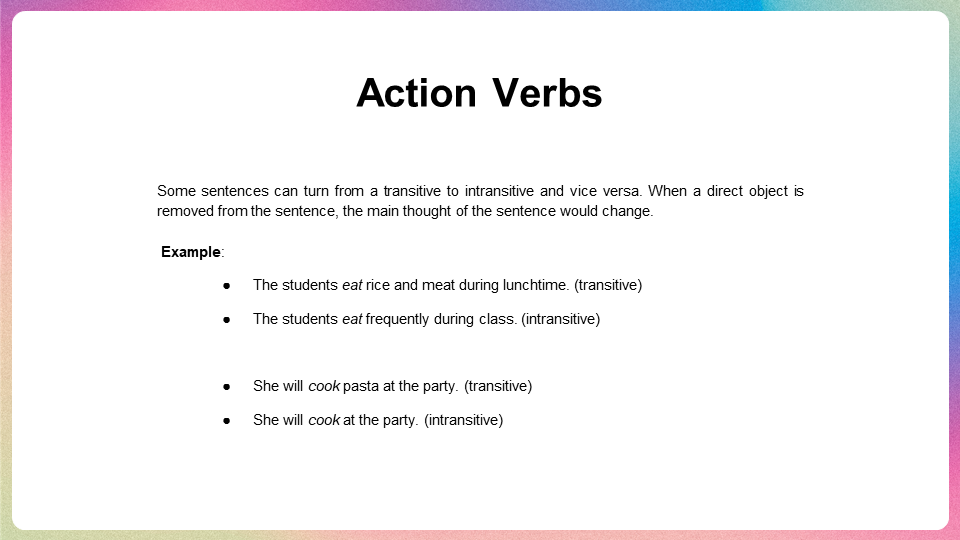 Action Verbs
Some sentences can turn from a transitive to intransitive and vice versa. When a direct object is
removed from the sentence, the main thought of the sentence would change.
Example:
● The students eat rice and meat during lunchtime. (transitive)
● The students eat frequently during class. (intransitive)
● She will cook pasta at the party. (transitive)
● She will cook at the party. (intransitive)